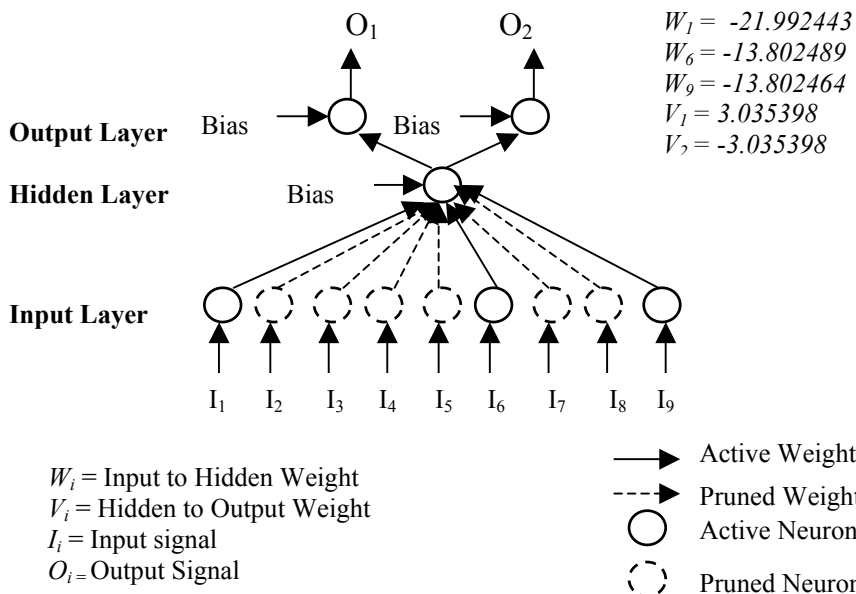 O1 O2
W1 = -21.992443
W6 = -13.802489
W9 = -13.802464
V1 = 3.035398
V2 = -3.035398
Output Layer Bias Bias
Hidden Layer Bias
Input Layer
I1 I2 I3 I4 I5 I6 I7 I8 I9
Wi = Input to Hidden Weight
Vi = Hidden to Output Weight
Ii = Input signal
Oi = Output Signal
Active Weight
Pruned Weight
Active Neuron
Pruned Neuron